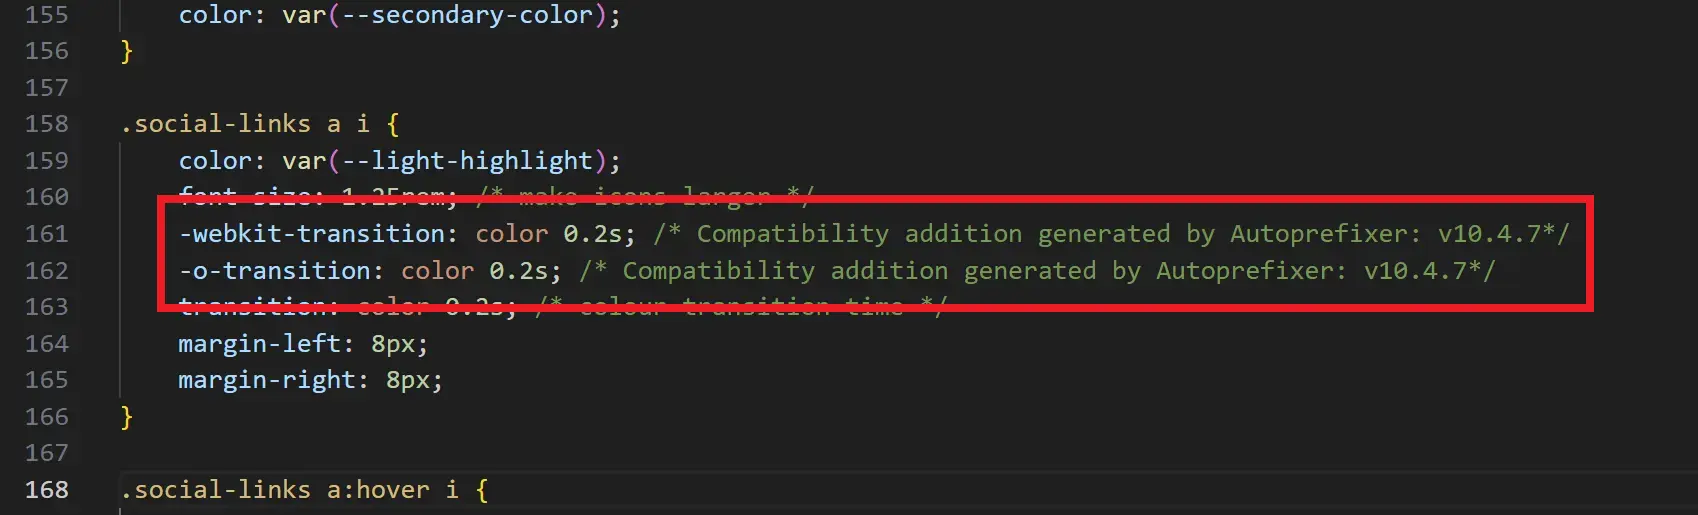 155 color: var(--secondary-color);
156 }
157
158 .social-links a i {
159 color: var(--light-highlight);
160 font-size: 1.25rem; /* make icons larger */
161 -webkit-transition: color 0.2s; /* Compatibility addition generated by Autoprefixer: v10.4.7*/
162 -o-transition: color 0.2s; /* Compatibility addition generated by Autoprefixer: v10.4.7*/
163 transition: color 0.2s; /* colour transition time */
164 margin-left: 8px;
165 margin-right: 8px;
166 }
167
168 .social-links a:hover i {